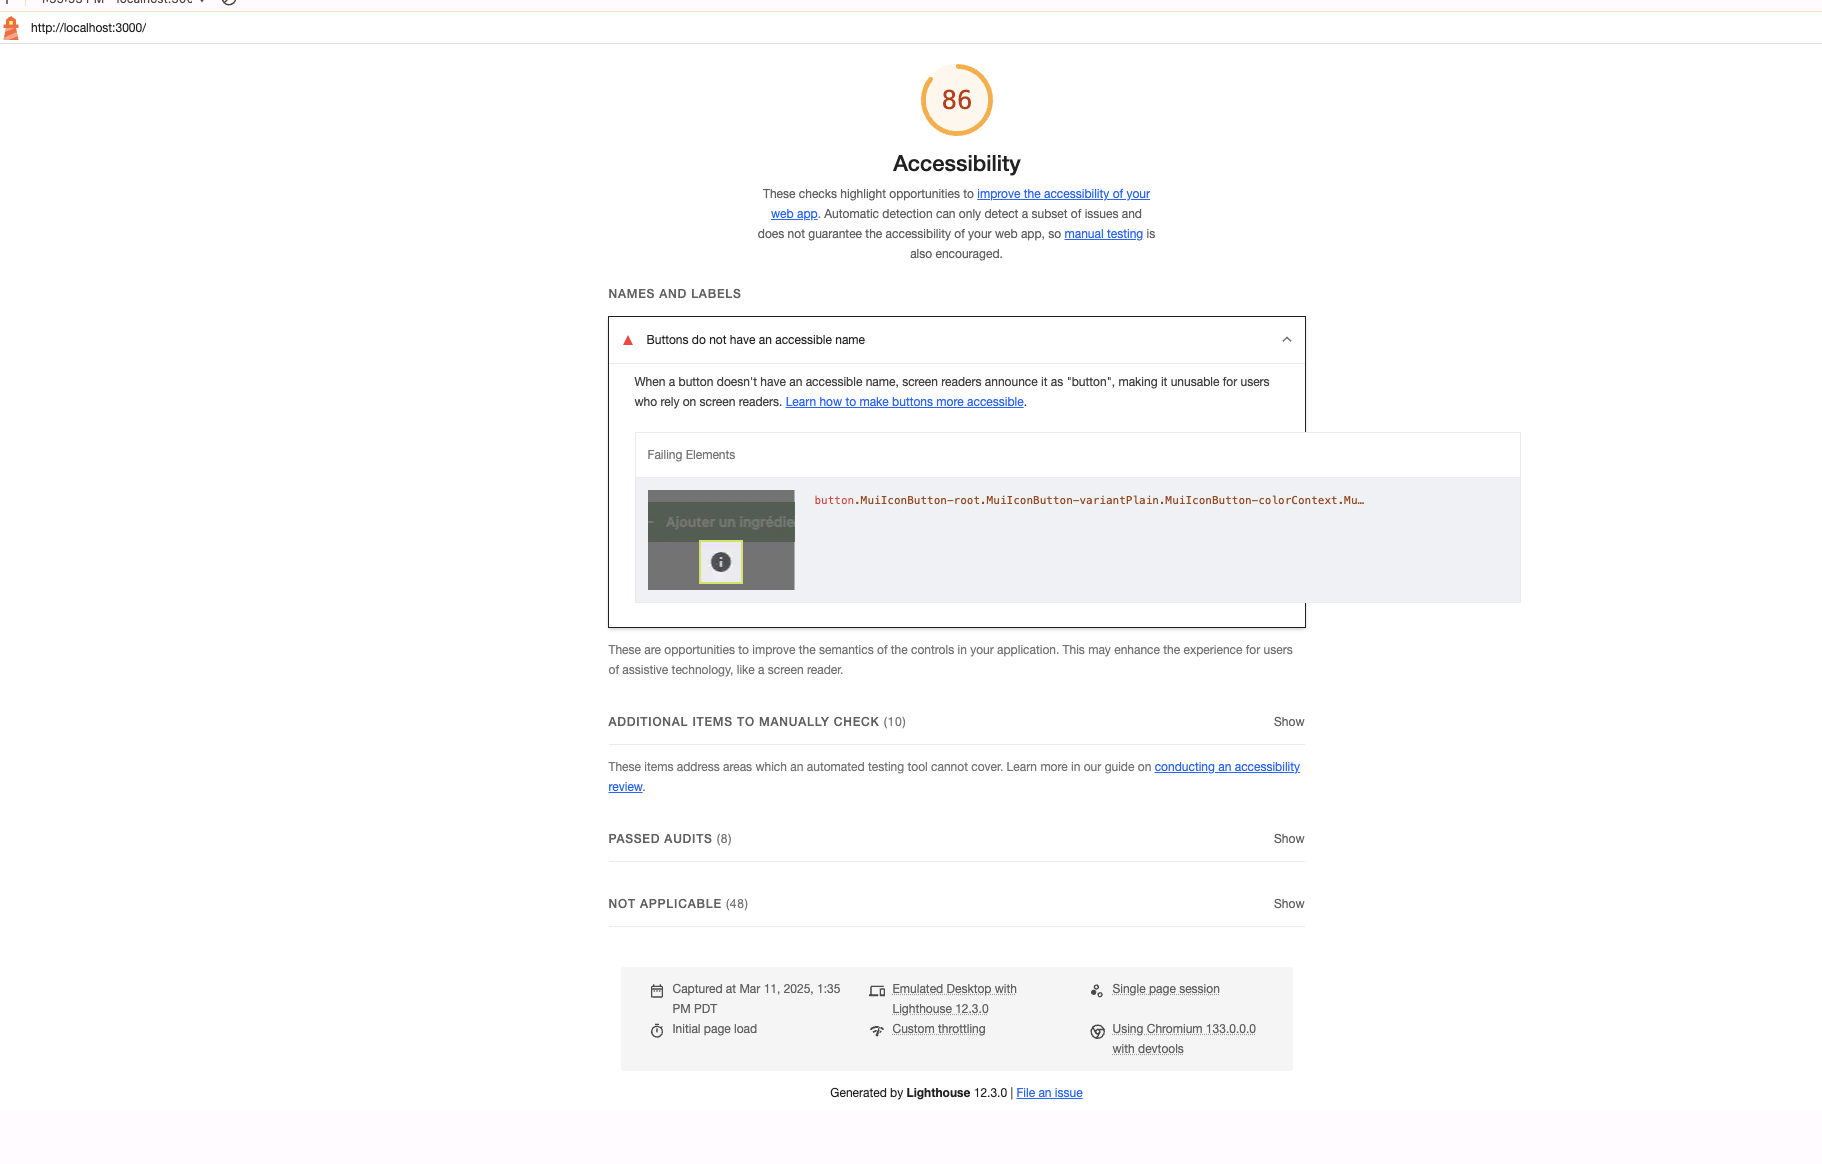 http://localhost:3000/
86
Accessibility
These checks highlight opportunities to improve the accessibility of your
web app. Automatic detection can only detect a subset of issues and
does not guarantee the accessibility of your web app, so manual testing is
also encouraged.
NAMES AND LABELS
Buttons do not have an accessible name
When a button doesn't have an accessible name, screen readers announce it as "button", making it unusable for users
who rely on screen readers. Learn how to make buttons more accessible.
Failing Elements
Ajouter un ingrédie
button.MuiIconButton-root.MuiIconButton-variantPlain.MuiIconButton-colorContext.Mu…
These are opportunities to improve the semantics of the controls in your application. This may enhance the experience for users
of assistive technology, like a screen reader.
ADDITIONAL ITEMS TO MANUALLY CHECK (10)
Show
These items address areas which an automated testing tool cannot cover. Learn more in our guide on conducting an accessibility
review.
PASSED AUDITS (8)
Show
NOT APPLICABLE (48)
Show
Captured at Mar 11, 2025, 1:35
PM PDT
Emulated Desktop with
Lighthouse 12.3.0
Single page session
Initial page load
Custom throttling
Using Chromium 133.0.0.0
with devtools
Generated by Lighthouse 12.3.0 | File an issue